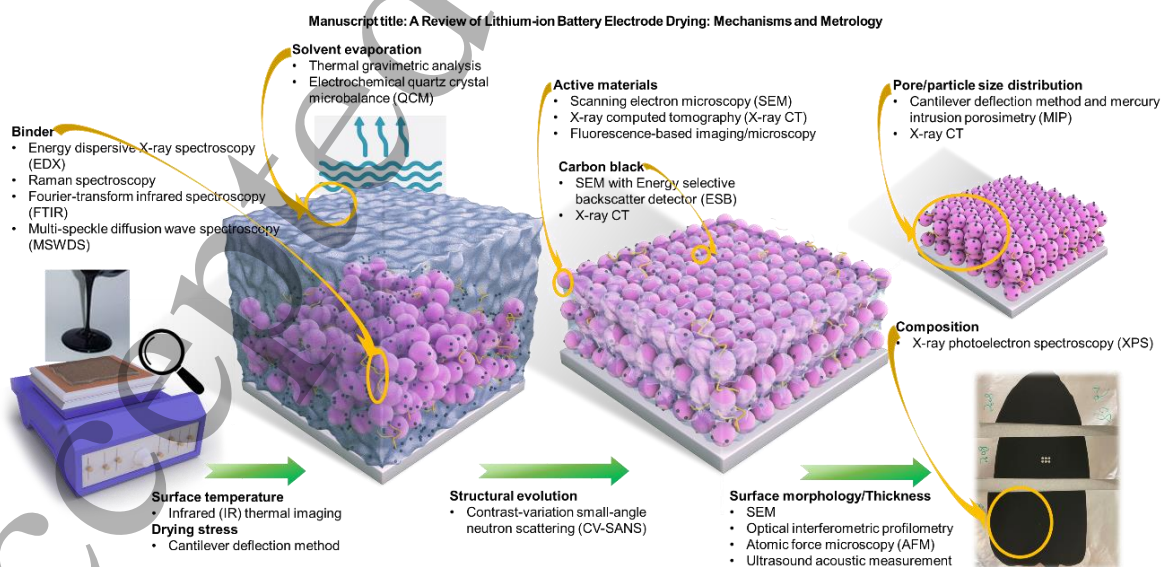 Manuscript title: A Review of Lithium-ion Battery Electrode Drying: Mechanisms and Metrology
Solvent evaporation
• Thermal gravimetric analysis
• Electrochemical quartz crystal
microbalance (QCM)
Binder
• Energy dispersive X-ray spectroscopy
(EDX)
• Raman spectroscopy
• Fourier-transform infrared spectroscopy
(FTIR)
• Multi-speckle diffusion wave spectroscopy
(MSWDS)
Active materials
• Scanning electron microscopy (SEM)
• X-ray computed tomography (X-ray CT)
• Fluorescence-based imaging/microscopy
Carbon black
• SEM with Energy selective
backscatter detector (ESB)
• X-ray CT
Pore/particle size distribution
• Cantilever deflection method and mercury
intrusion porosimetry (MIP)
• X-ray CT
Composition
• X-ray photoelectron spectroscopy (XPS)
Surface temperature
• Infrared (IR) thermal imaging
Drying stress
• Cantilever deflection method
Structural evolution
• Contrast-variation small-angle
neutron scattering (CV-SANS)
Surface morphology/Thickness
• SEM
• Optical interferometric profilometry
• Atomic force microscopy (AFM)
• Ultrasound acoustic measurement
Accepted